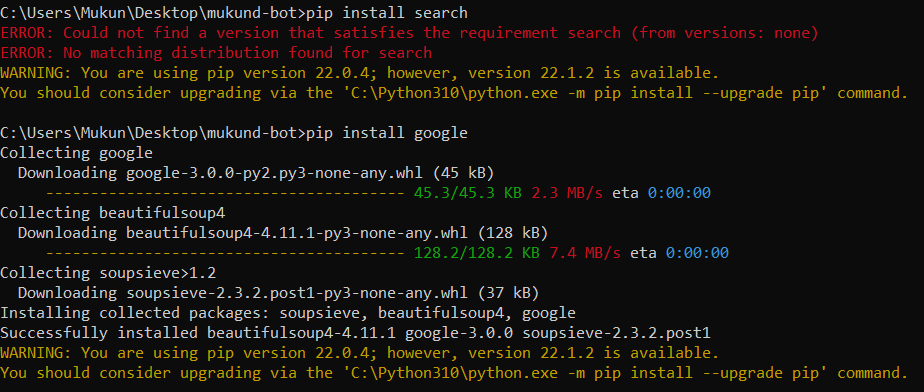 C:\Users\Mukun\Desktop\mukund-bot>pip install search
ERROR: Could not find a version that satisfies the requirement search (from versions: none)
ERROR: No matching distribution found for search
WARNING: You are using pip version 22.0.4; however, version 22.1.2 is available.
You should consider upgrading via the 'C:\Python310\python.exe -m pip install --upgrade pip' command.
C:\Users\Mukun\Desktop\mukund-bot>pip install google
Collecting google
  Downloading google-3.0.0-py2.py3-none-any.whl (45 kB)
     ---------------------------------------- 45.3/45.3 KB 2.3 MB/s eta 0:00:00
Collecting beautifulsoup4
  Downloading beautifulsoup4-4.11.1-py3-none-any.whl (128 kB)
     ---------------------------------------- 128.2/128.2 KB 7.4 MB/s eta 0:00:00
Collecting soupsieve>1.2
  Downloading soupsieve-2.3.2.post1-py3-none-any.whl (37 kB)
Installing collected packages: soupsieve, beautifulsoup4, google
Successfully installed beautifulsoup4-4.11.1 google-3.0.0 soupsieve-2.3.2.post1
WARNING: You are using pip version 22.0.4; however, version 22.1.2 is available.
You should consider upgrading via the 'C:\Python310\python.exe -m pip install --upgrade pip' command.